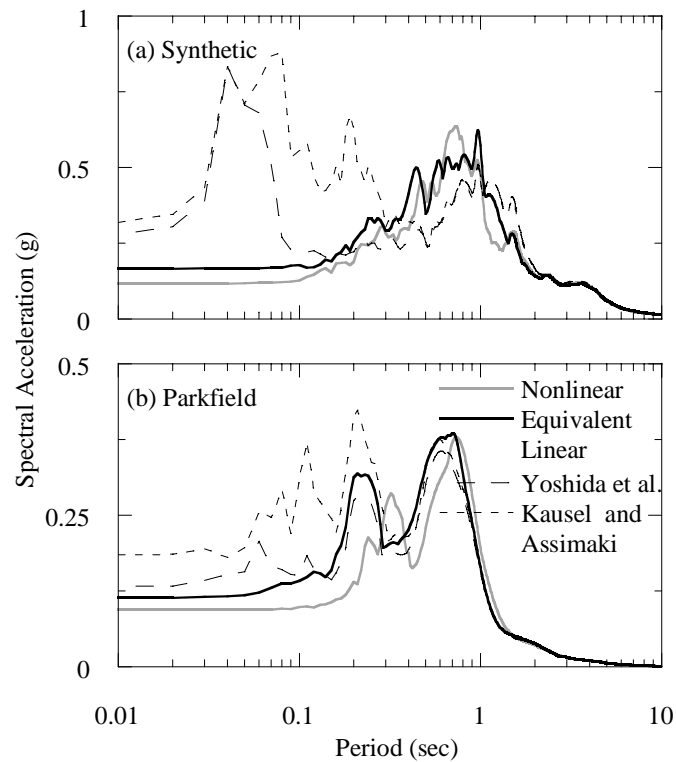 1
(a) Synthetic
0.5
0
Spectral Acceleration (g)
0.5
(b) Parkfield
Nonlinear
Equivalent
Linear
Yoshida et al.
Kausel and
Assimaki
0.25
0
0.01
0.1
1
10
Period (sec)